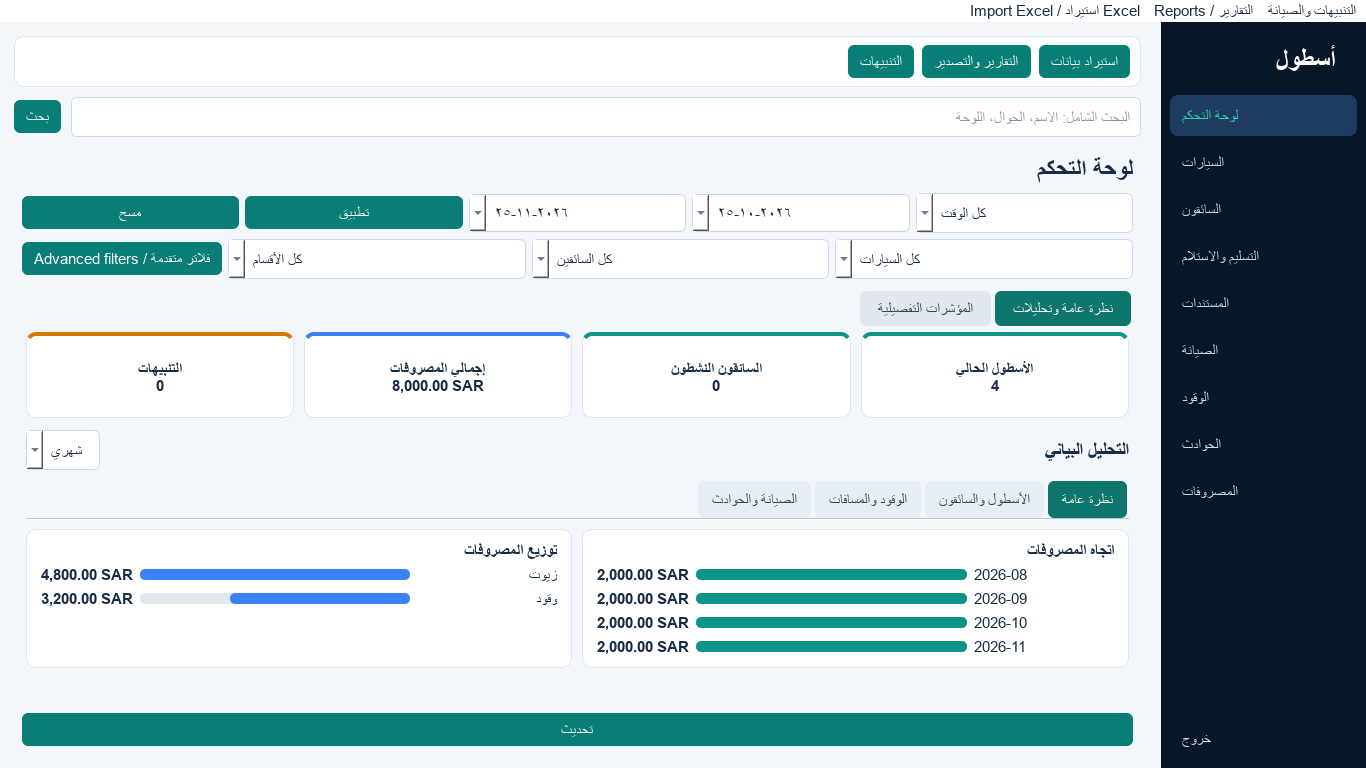 التنبيهات والصيانة
التقارير / Reports
Import Excel / استيراد Excel
أسطول
لوحة التحكم
السيارات
السائقون
التسليم والاستلام
المستندات
الصيانة
الوقود
الحوادث
المصروفات
خروج
استيراد بيانات
التقارير والتصدير
التنبيهات
البحث الشامل: الاسم، الجوال، اللوحة
بحث
لوحة التحكم
كل الوقت
٢٥-١٠-٢٠٢٦
٢٥-١١-٢٠٢٦
تطبيق
مسح
كل السيارات
كل السائقين
كل الأقسام
فلاتر متقدمة / Advanced filters
نظرة عامة وتحليلات
المؤشرات التفصيلية
الأسطول الحالي
4
السائقون النشطون
0
إجمالي المصروفات
8,000.00 SAR
التنبيهات
0
التحليل البياني
شهري
نظرة عامة
الأسطول والسائقون
الوقود والمسافات
الصيانة والحوادث
اتجاه المصروفات
2026-08 2,000.00 SAR
2026-09 2,000.00 SAR
2026-10 2,000.00 SAR
2026-11 2,000.00 SAR
توزيع المصروفات
زيوت 4,800.00 SAR
وقود 3,200.00 SAR
تحديث